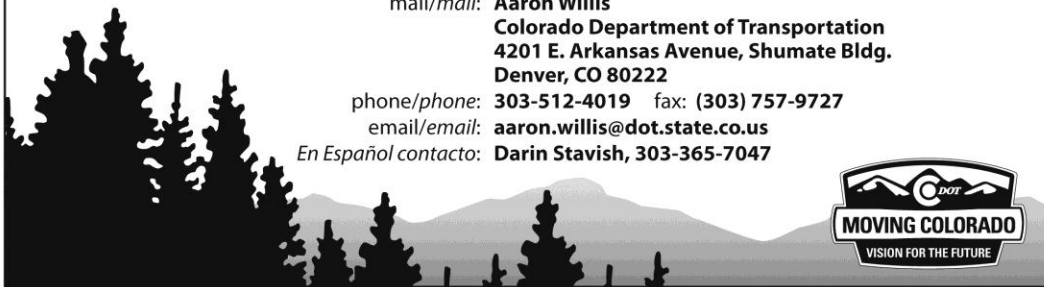 mail/mail: Aaron Willis
Colorado Department of Transportation
4201 E. Arkansas Avenue, Shumate Bldg.
Denver, CO 80222
phone/phone: 303-512-4019 fax: (303) 757-9727
email/email: aaron.willis@dot.state.co.us
En Español contacto: Darin Stavish, 303-365-7047
CDOT
MOVING COLORADO
VISION FOR THE FUTURE